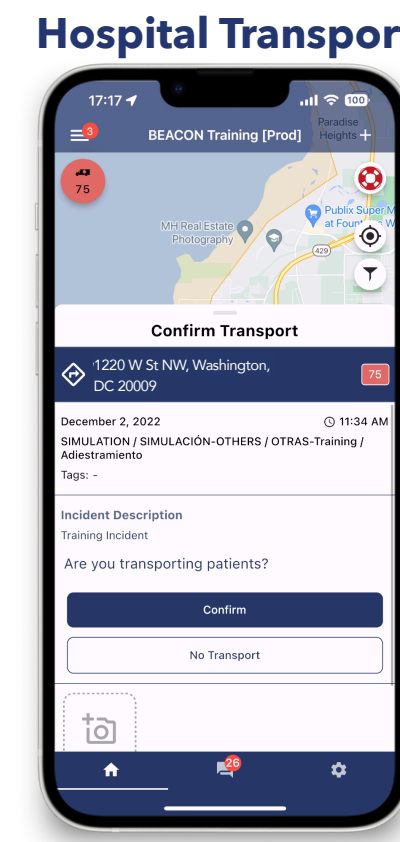 Hospital Transpor
17:17
100
3
BEACON Training [Prod]
Paradise
Heights
75
MH Real Estate
Photography
Publix Super M
at Fount W
429
Confirm Transport
1220 W St NW, Washington,
DC 20009
75
December 2, 2022
11:34 AM
SIMULATION / SIMULACIÓN-OTHERS / OTRAS-Training /
Adiestramiento
Tags: -
Incident Description
Training Incident
Are you transporting patients?
Confirm
No Transport
26